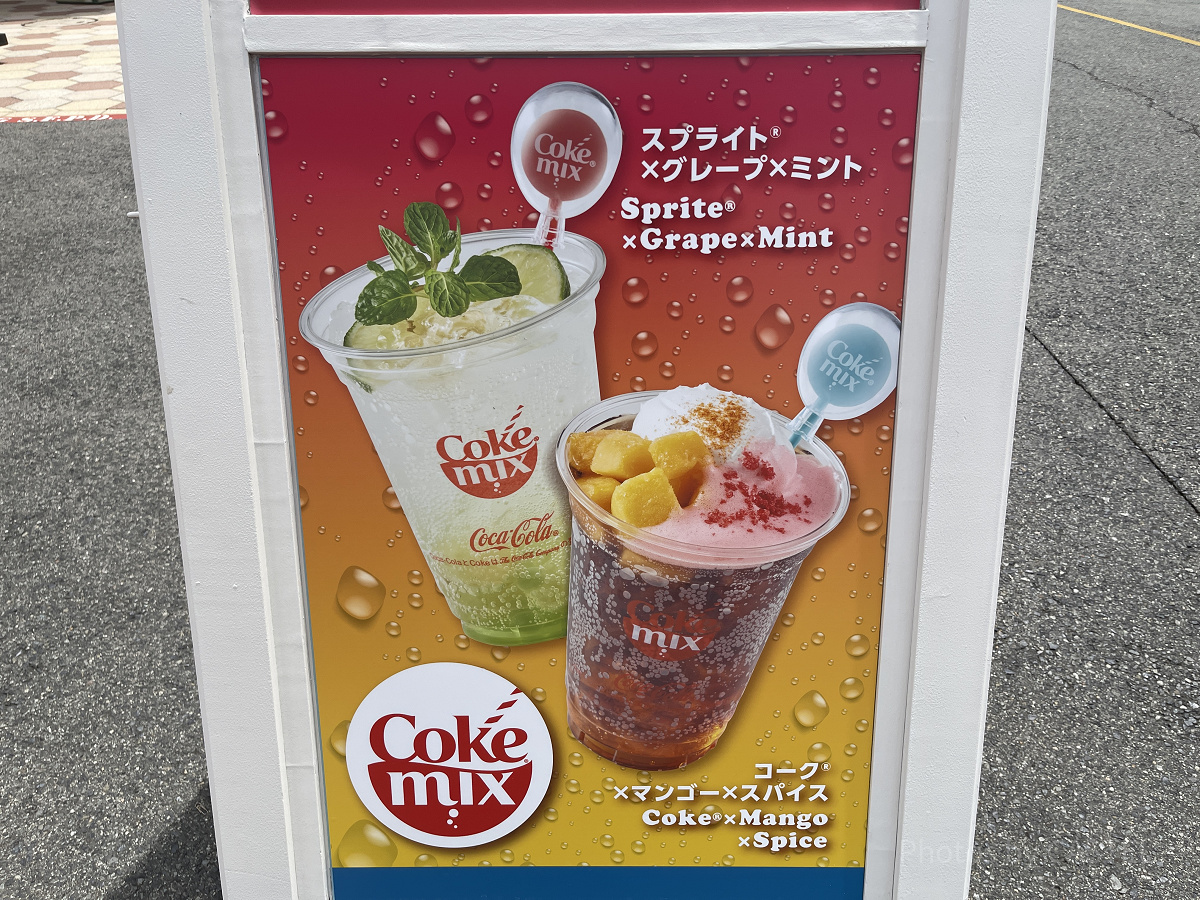 Coke
mix
スプライト®
×グレープ×ミント
Sprite®
×Grape×Mint
Coke
mix
Coke
mix
Coca-Cola®
Coke
mix
Coke
mix
コーク®
×マンゴー×スパイス
Coke®×Mango
×Spice